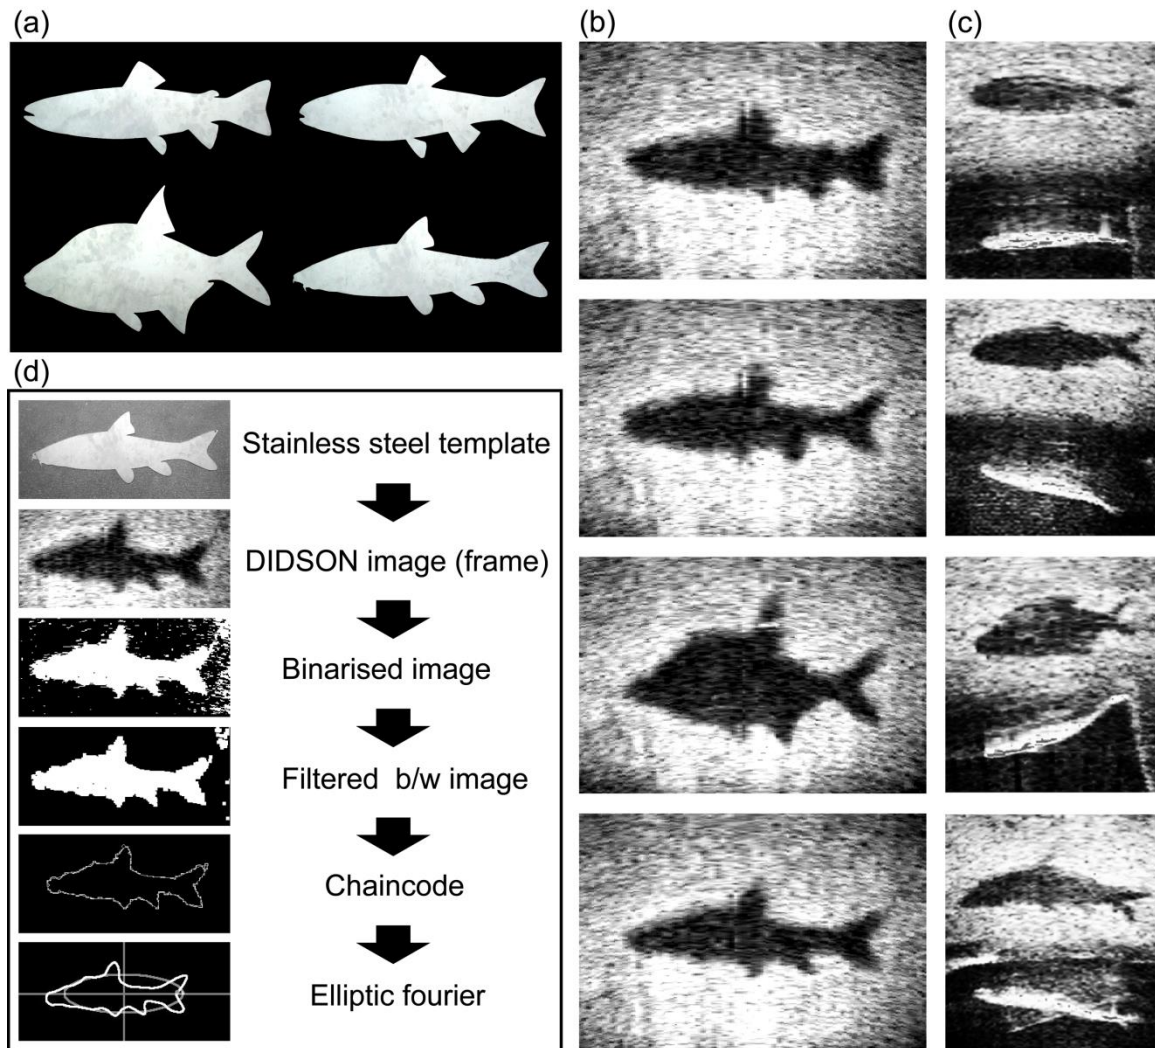 (a)
(b)
(c)
(d)
Stainless steel template
DIDSON image (frame)
Binarised image
Filtered b/w image
Chaincode
Elliptic fourier